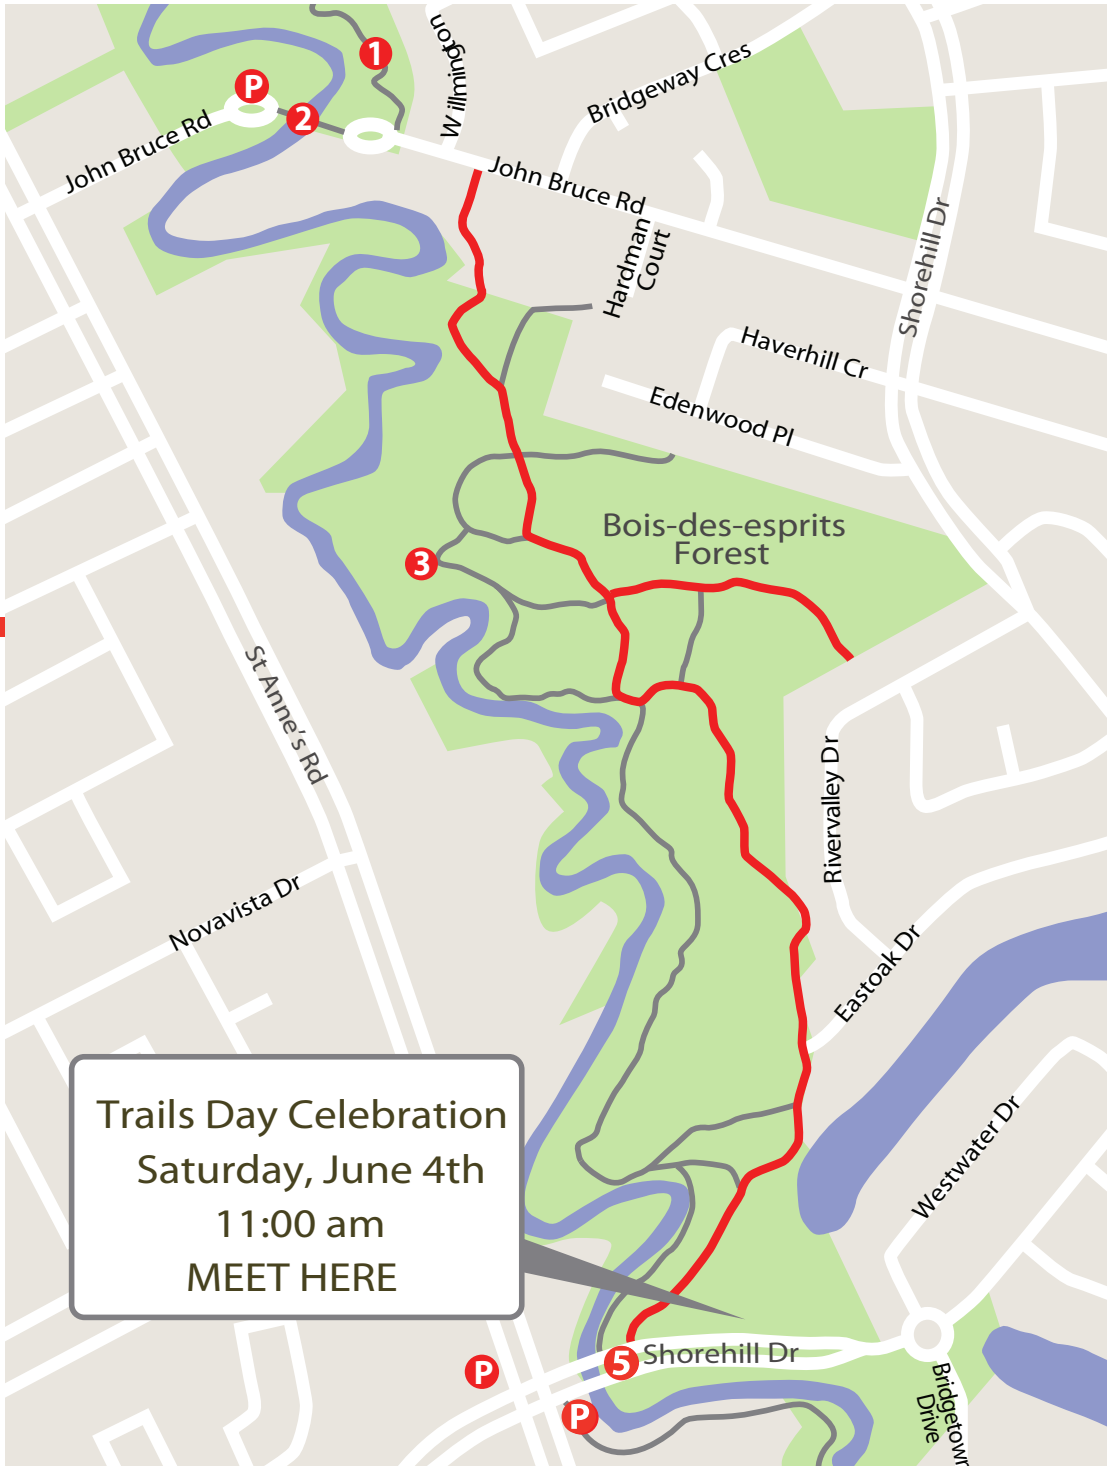 Willmington
1
P
Bridgeway Cres
2
John Bruce Rd
John Bruce Rd
Hardman
Court
Shorehill Dr
Haverhill Cr
Edenwood Pl
Bois-des-esprits
Forest
3
St Anne's Rd
Rivervalley Dr
Novavista Dr
Eastoak Dr
Trails Day Celebration
Saturday, June 4th
11:00 am
MEET HERE
Westwater Dr
5
Shorehill Dr
P
P
Bridgetown
Drive